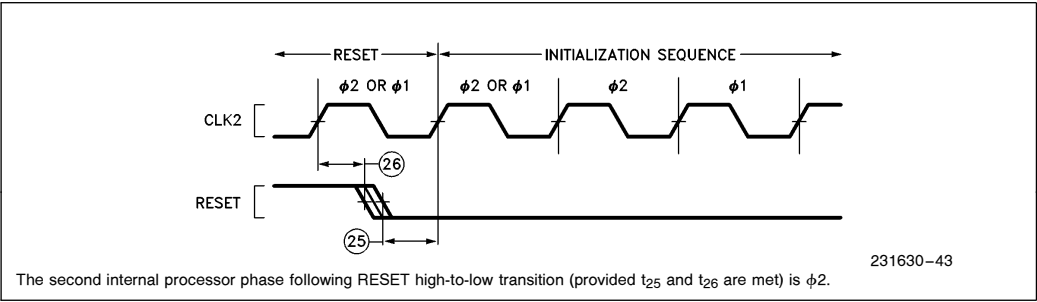 RESET INITIALIZATION SEQUENCE
ϕ2 OR ϕ1 ϕ2 OR ϕ1 ϕ2 ϕ1
CLK2
26
RESET
25
231630–43
The second internal processor phase following RESET high-to-low transition (provided t25 and t26 are met) is ϕ2.